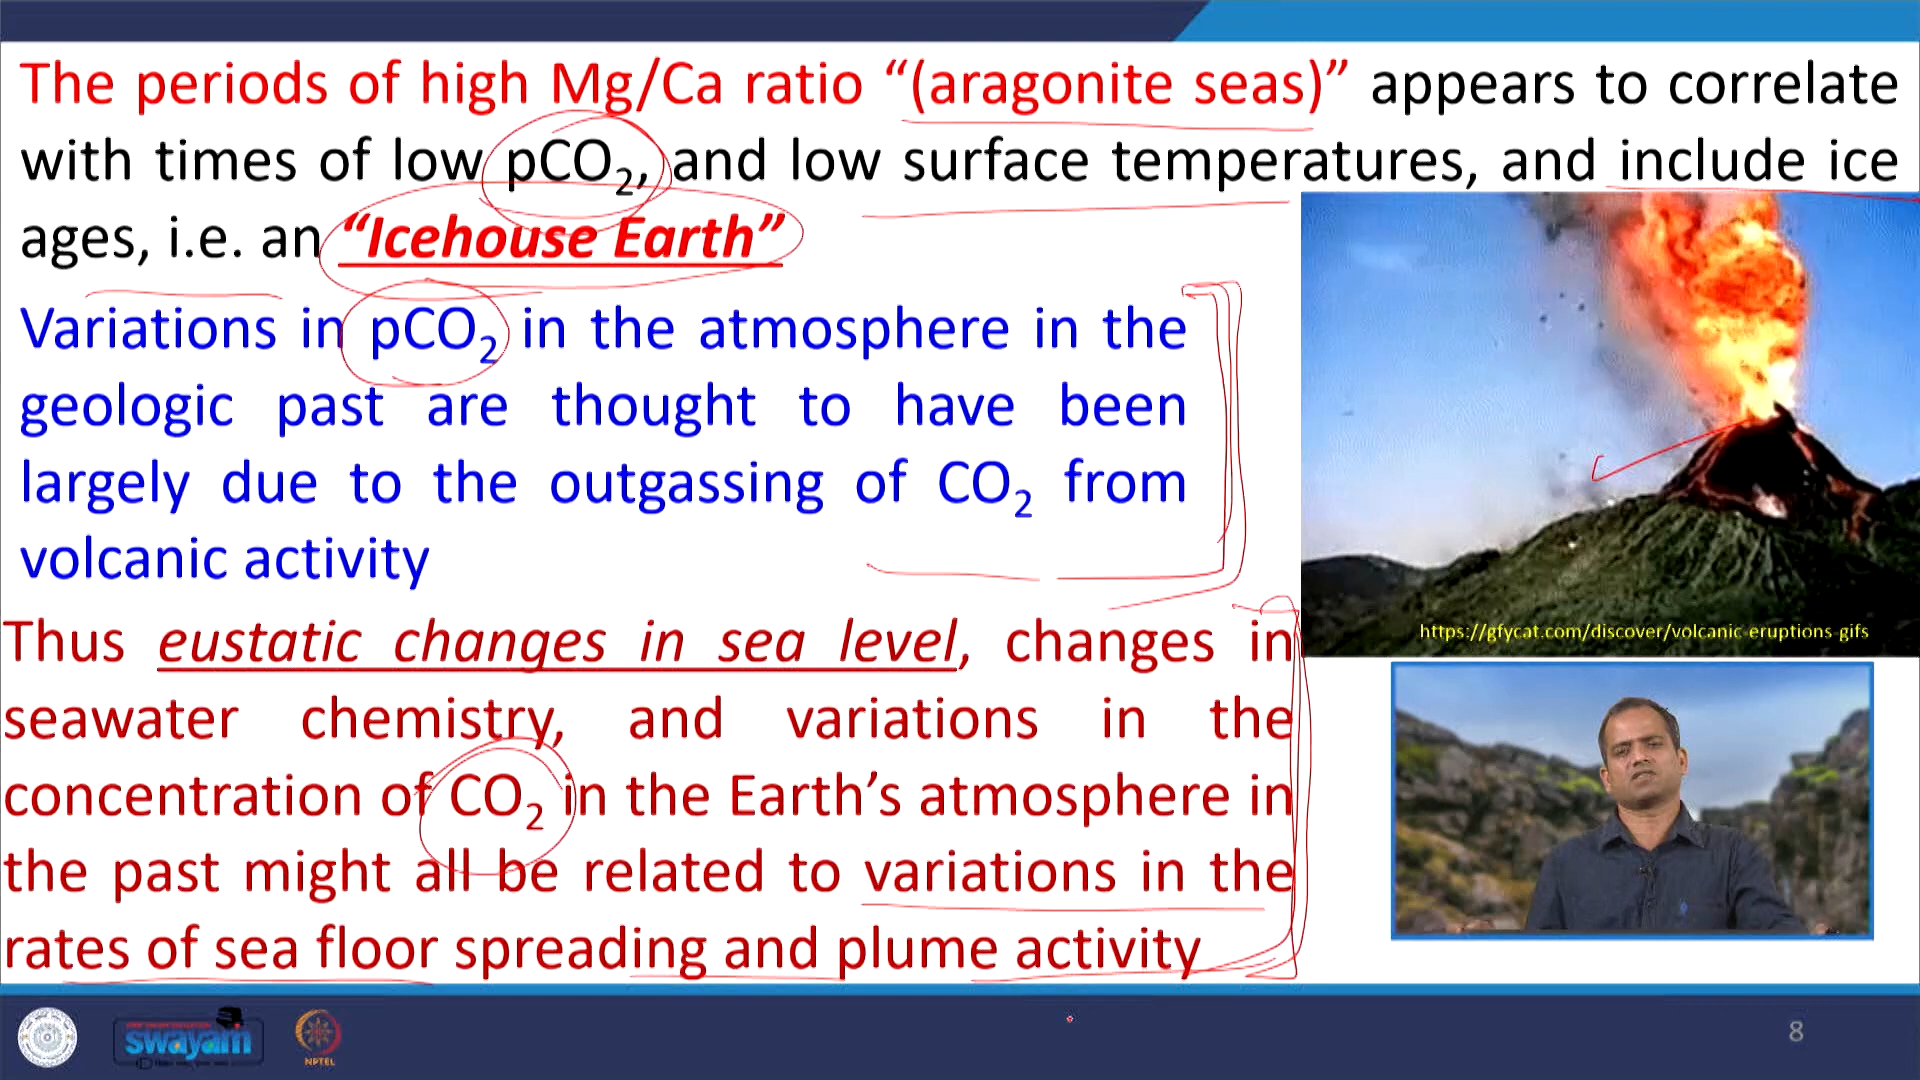 The periods of high Mg/Ca ratio “(aragonite seas)” appears to correlate
with times of low pCO₂, and low surface temperatures, and include ice
ages, i.e. an “Icehouse Earth”
Variations in pCO₂ in the atmosphere in the
geologic past are thought to have been
largely due to the outgassing of CO₂ from
volcanic activity
https://gfycat.com/discover/volcanic-eruptions-gifs
Thus eustatic changes in sea level, changes in
seawater chemistry, and variations in the
concentration of CO₂ in the Earth’s atmosphere in
the past might all be related to variations in the
rates of sea floor spreading and plume activity
swayam
NPTEL
8